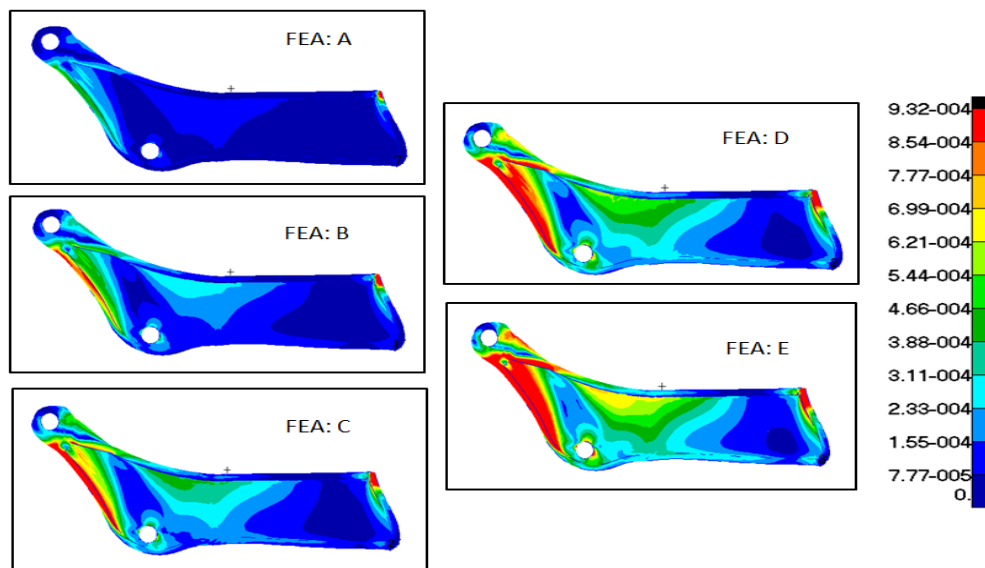 FEA: A
FEA: B
FEA: C
FEA: D
FEA: E
9.32-004
8.54-004
7.77-004
6.99-004
6.21-004
5.44-004
4.66-004
3.88-004
3.11-004
2.33-004
1.55-004
7.77-005
0.